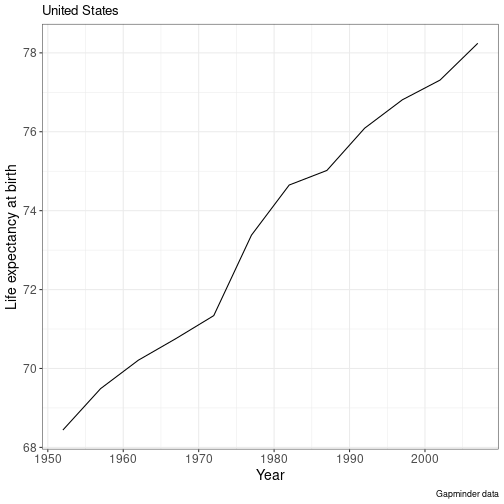 United States
78
76
74
72
70
68
Life expectancy at birth
1950 1960 1970 1980 1990 2000
Year
Gapminder data